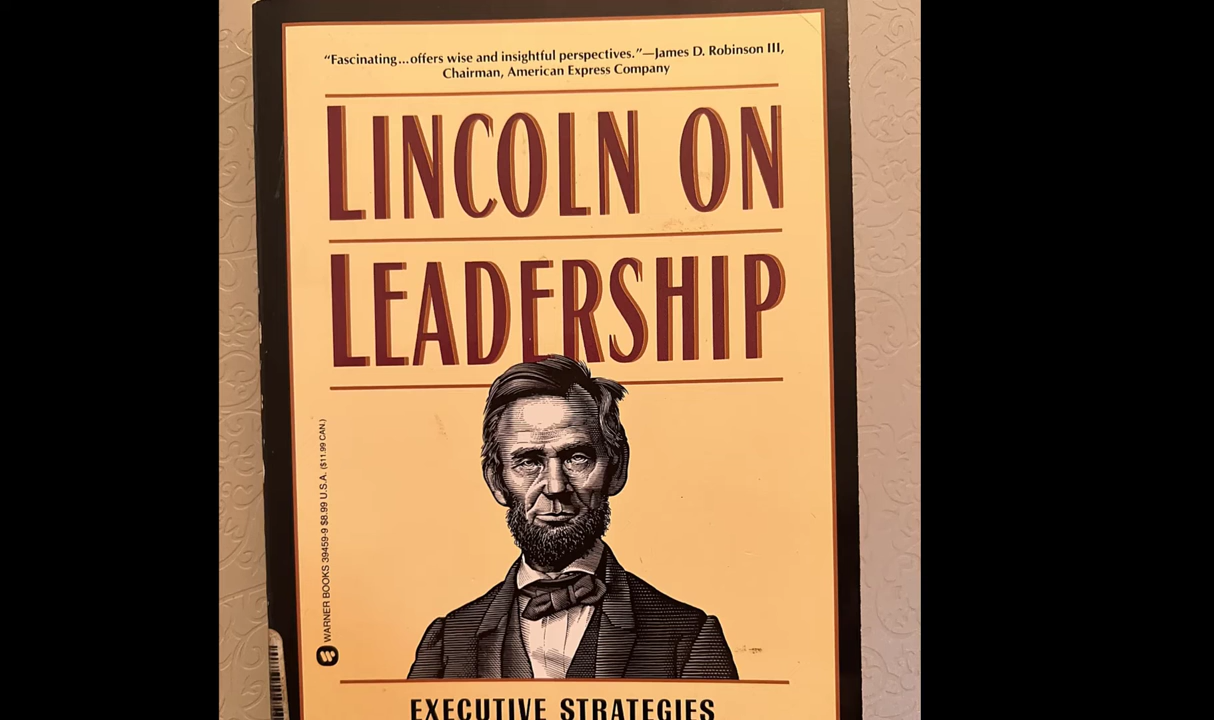 “Fascinating...offers wise and insightful perspectives.”—James D. Robinson III,
Chairman, American Express Company
LINCOLN ON
LEADERSHIP
WARNER BOOKS 39459-9 $8.99 U.S.A. ($11.99 CAN.)
EXECUTIVE STRATEGIES